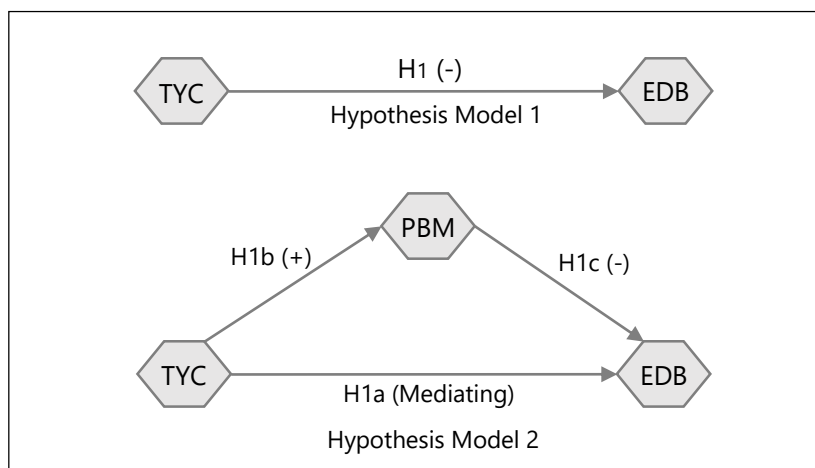 H1 (-)
TYC
EDB
Hypothesis Model 1
PBM
H1b (+)
H1c (-)
TYC
EDB
H1a (Mediating)
Hypothesis Model 2